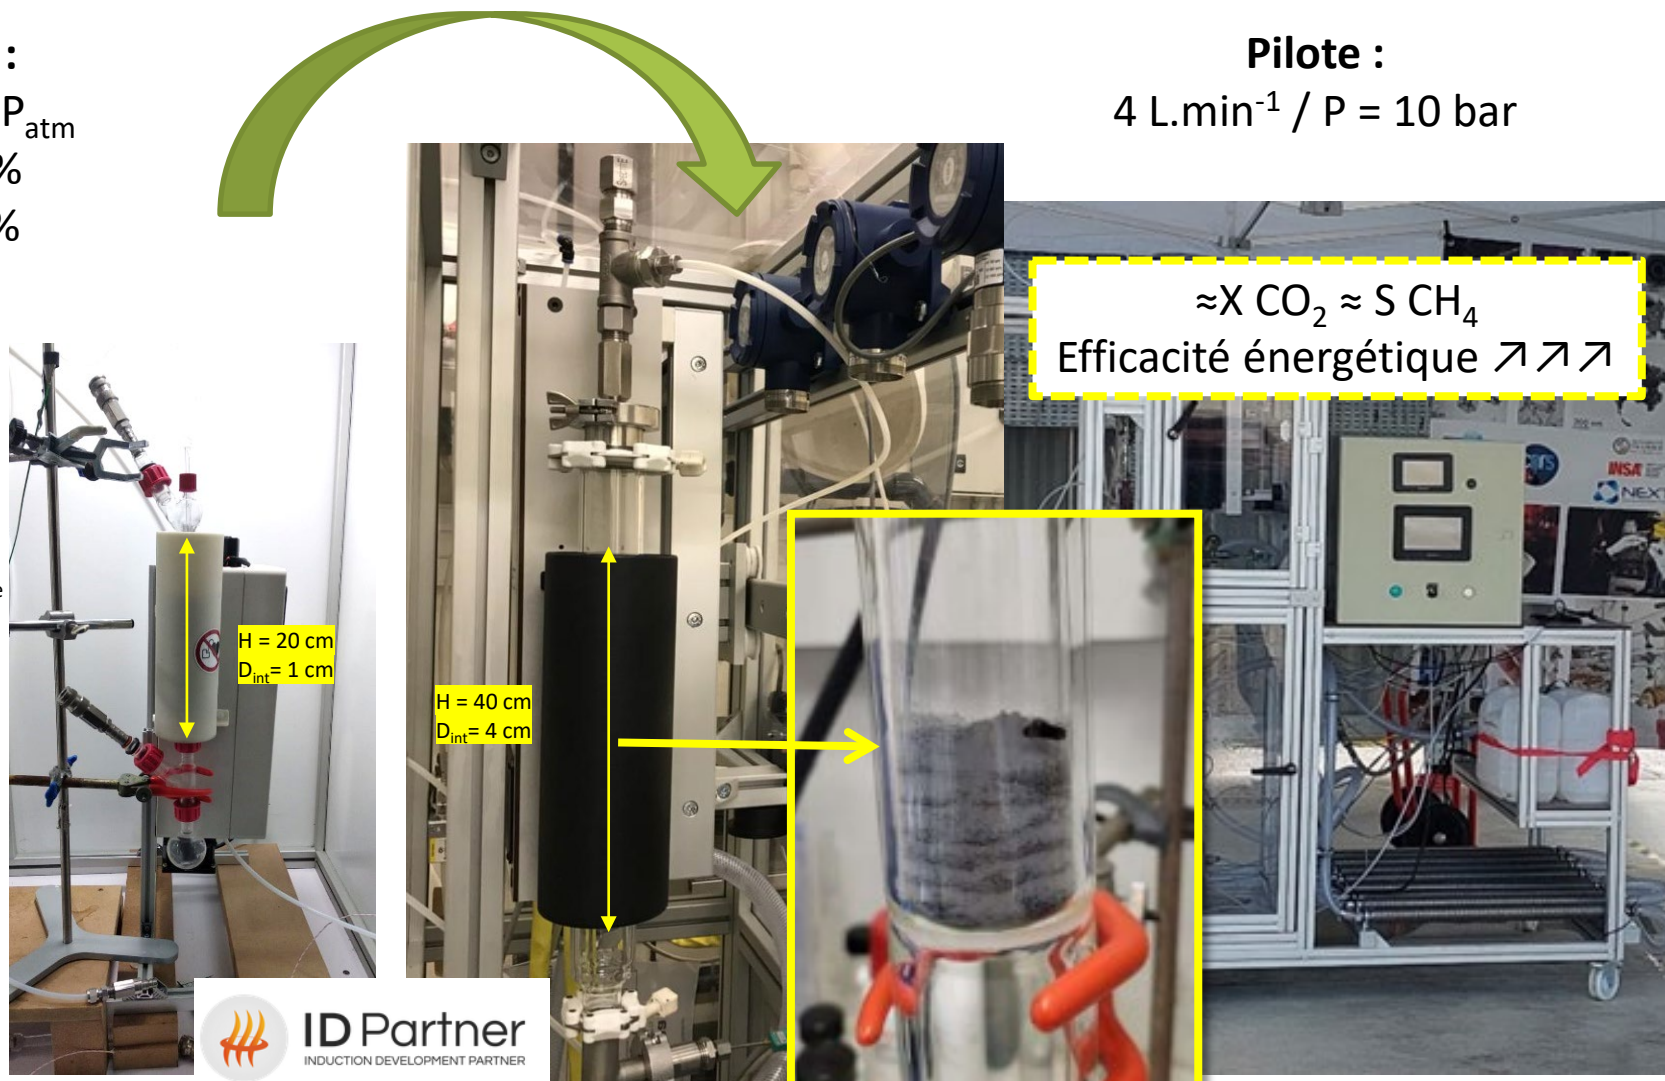 :
P_atm
%
%
Pilote :
4 L.min⁻¹ / P = 10 bar
≈X CO₂ ≈ S CH₄
Efficacité énergétique ↗↗↗
H = 20 cm
D_int= 1 cm
H = 40 cm
D_int= 4 cm
INSA
NEXT
ID Partner
INDUCTION DEVELOPMENT PARTNER